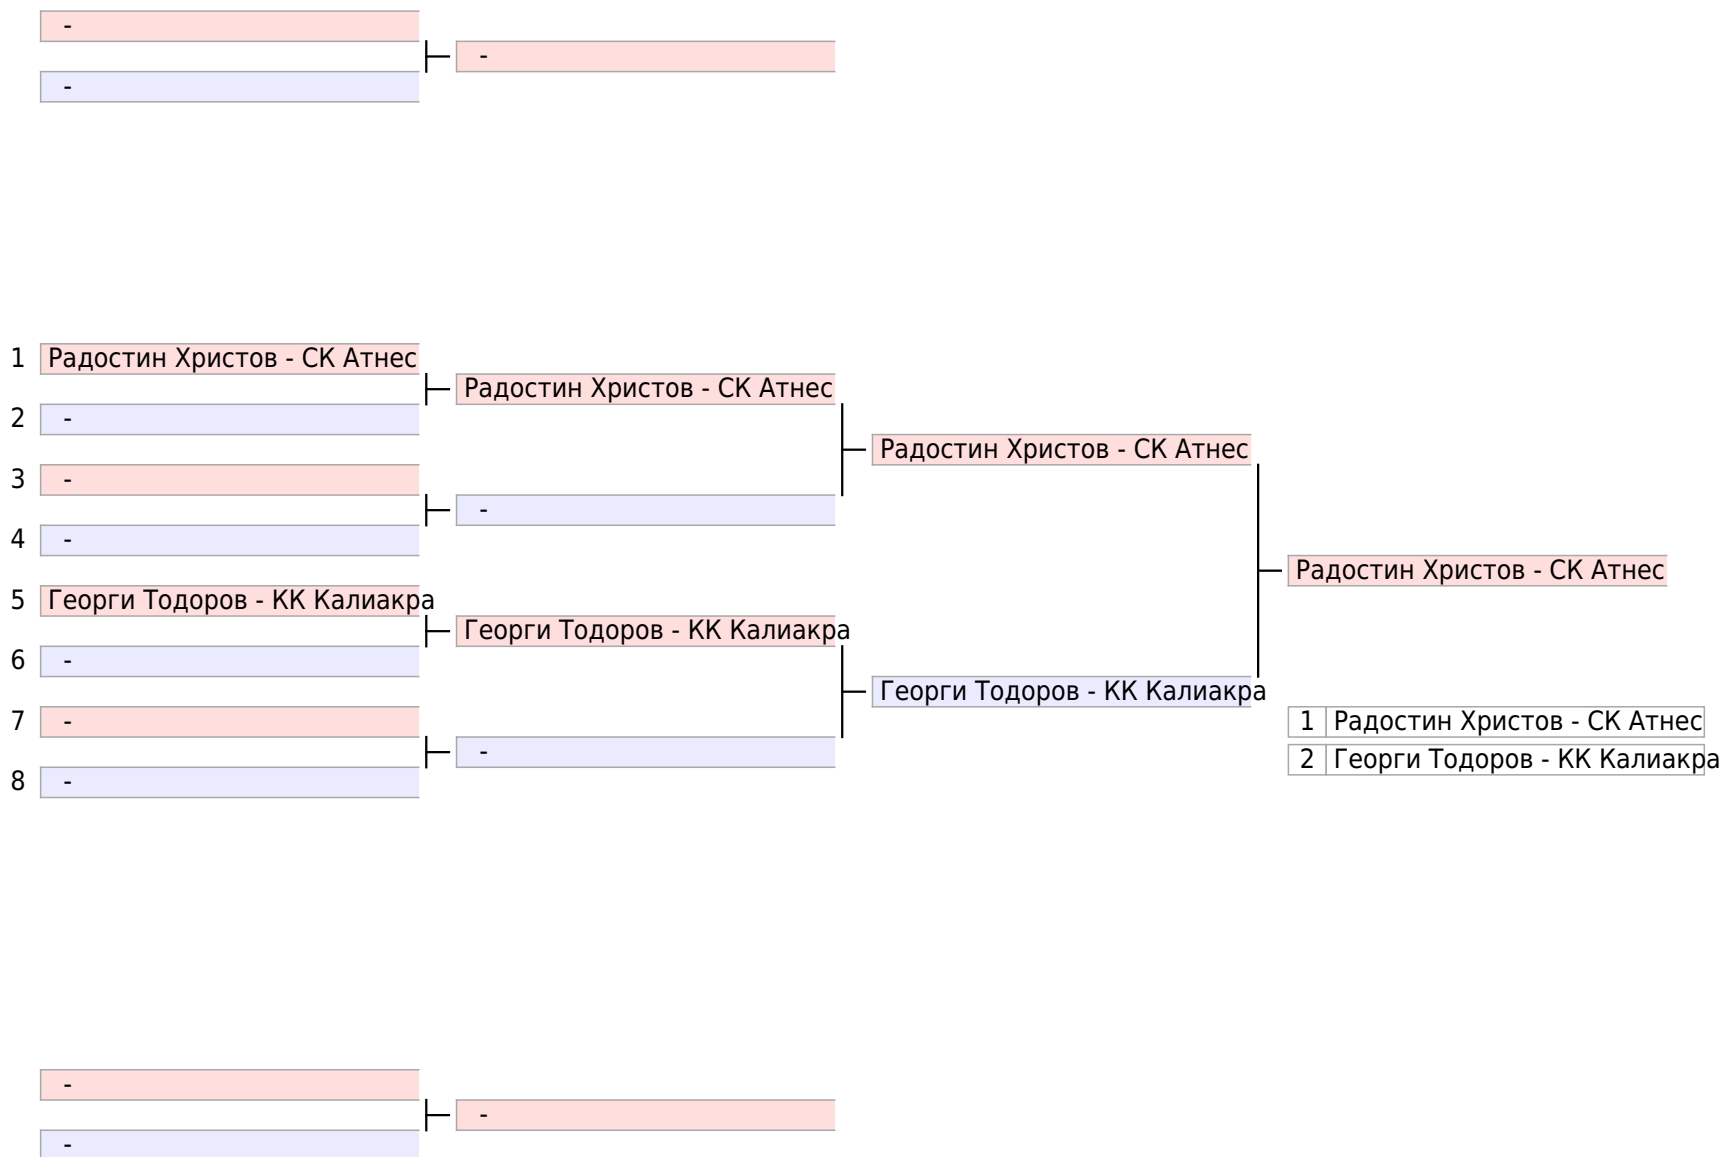 -
-
-
1 Радостин Христов - СК Атнес
Радостин Христов - СК Атнес
2 -
Радостин Христов - СК Атнес
3 -
-
4 -
Радостин Христов - СК Атнес
5 Георги Тодоров - КК Калиакра
Георги Тодоров - КК Калиакра
6 -
Георги Тодоров - КК Калиакра
7 -
1 Радостин Христов - СК Атнес
-
2 Георги Тодоров - КК Калиакра
8 -
-
-
-